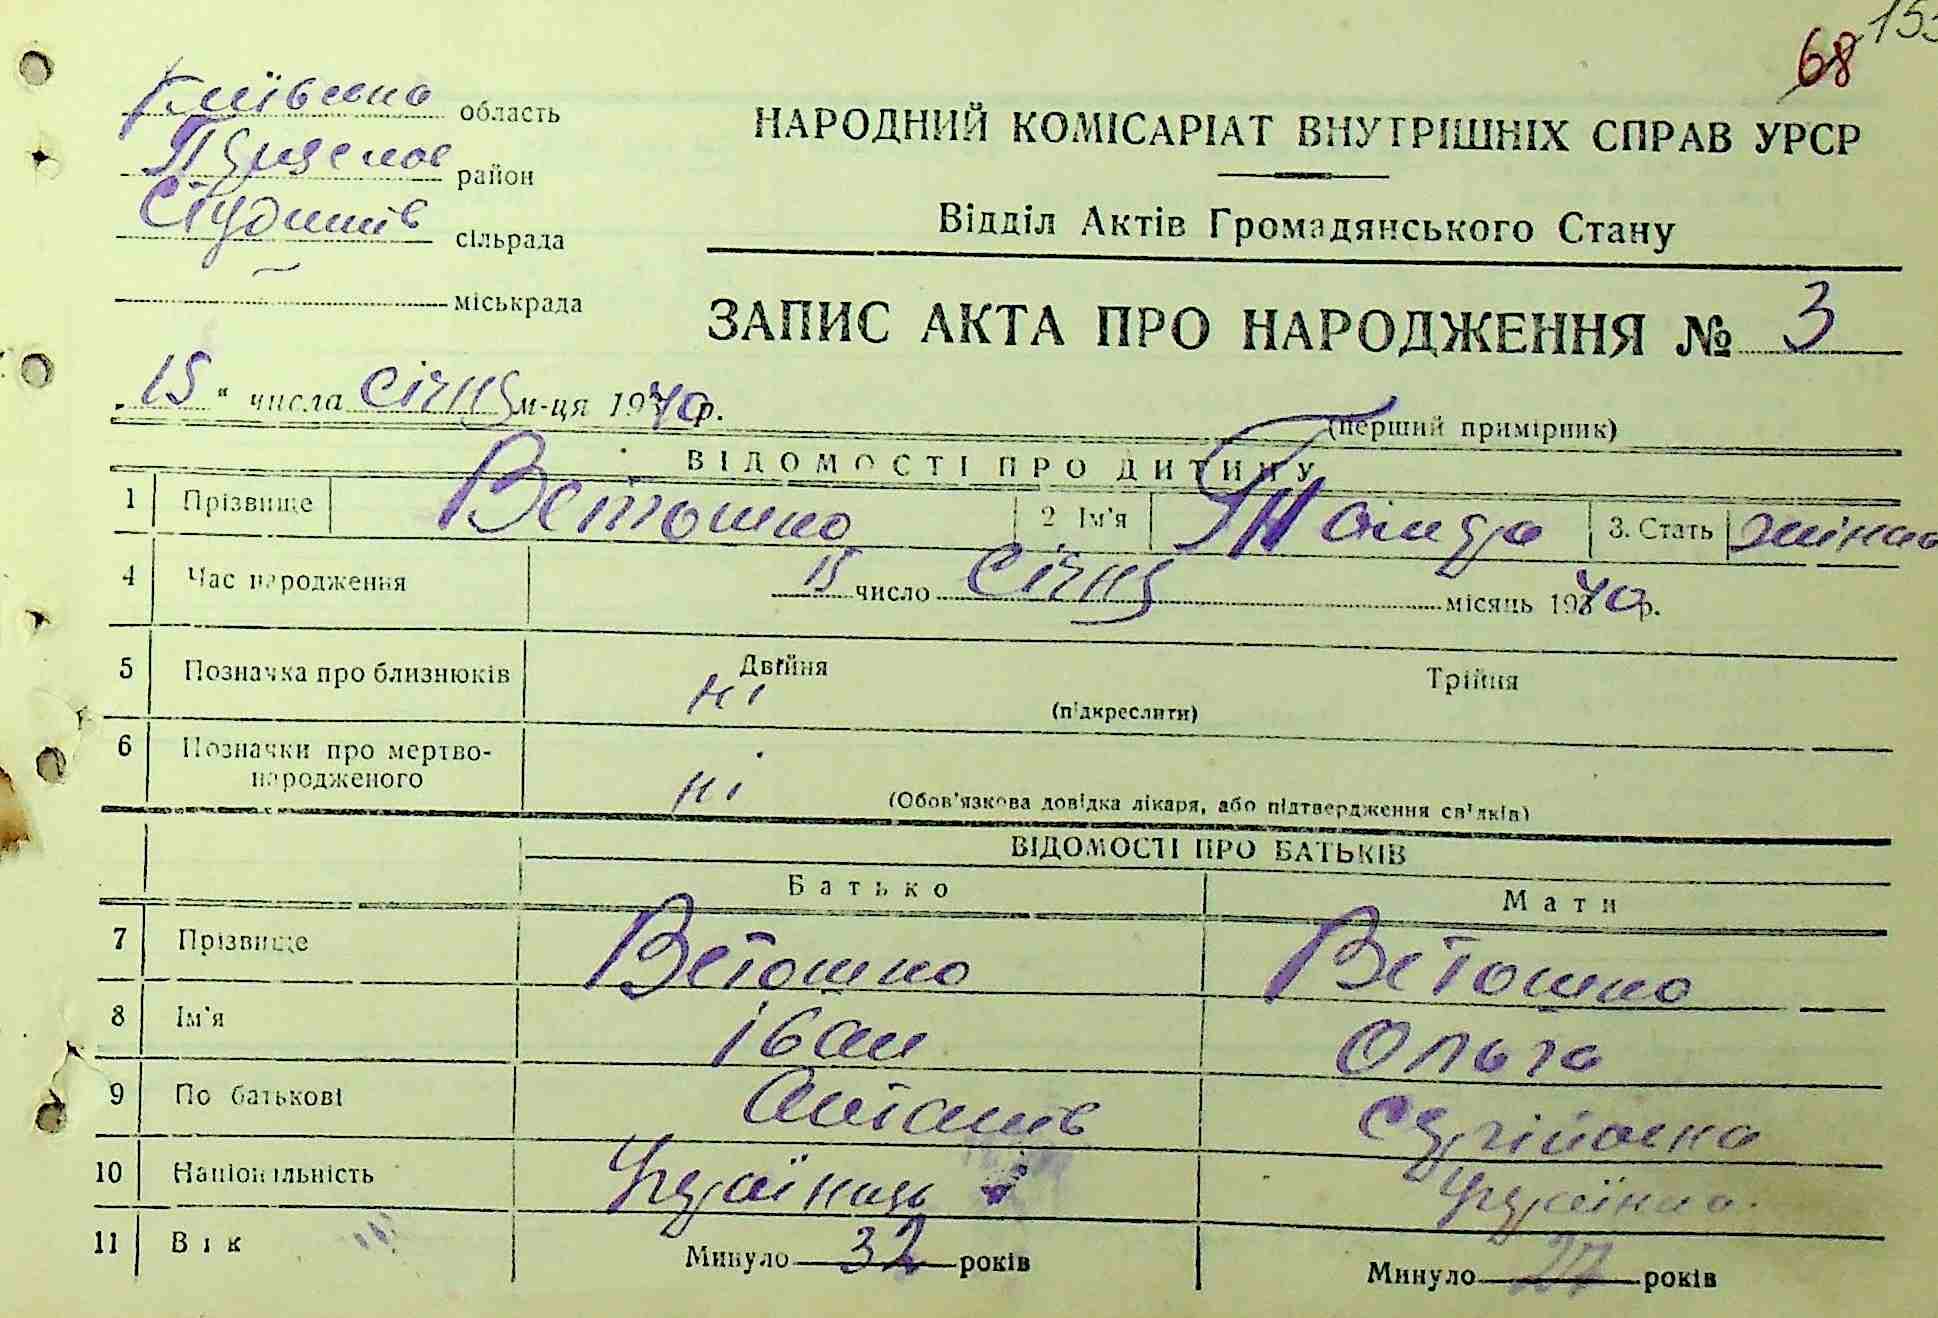 68 153
Київська область
район
сільрада
міськрада
НАРОДНИЙ КОМІСАРІАТ ВНУТРІШНІХ СПРАВ УРСР
Відділ Актів Громадянського Стану
ЗАПИС АКТА ПРО НАРОДЖЕННЯ № 3
„15" числа січня м-ця 1940 р.
(перший примірник)
ВІДОМОСТІ ПРО ДИТИНУ
1 Прізвище Ветошко 2 Ім'я 3. Стать жіноча
4 Час народження 15 число Січня місяць 1940 р.
5 Позначка про близнюків Двійня Трійня
ні (підкреслити)
6 Позначки про мертво-
народженого ні (Обов'язкова довідка лікаря, або підтвердження свідків)
ВІДОМОСТІ ПРО БАТЬКІВ
Батько Мати
7 Прізвище Ветошко Ветошко
8 Ім'я Іван Ольга
9 По батькові Сергійовна
10 Національність Українець Українка
11 Вік Минуло 32 років Минуло 27 років